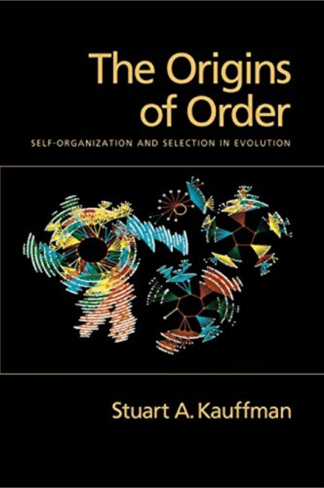 The Origins
of Order
SELF-ORGANIZATION AND SELECTION IN EVOLUTION
Stuart A. Kauffman